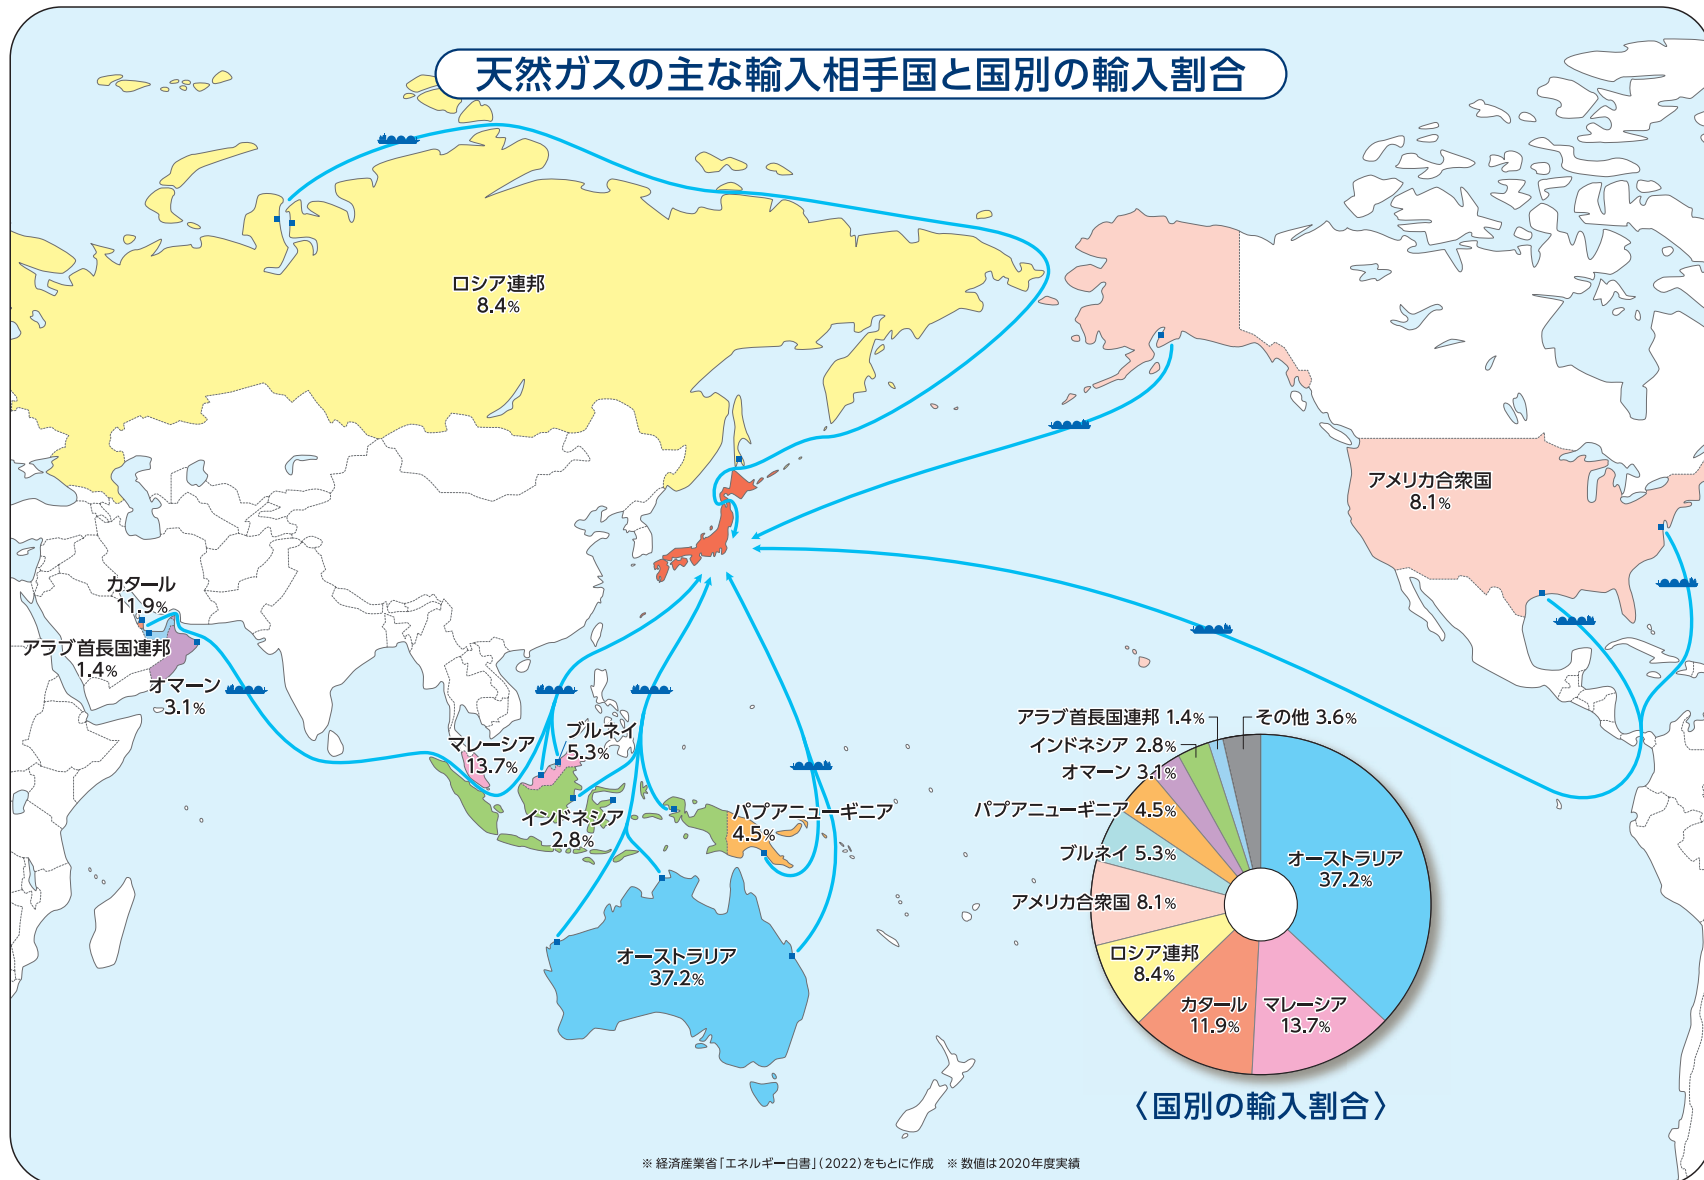 天然ガスの主な輸入相手国と国別の輸入割合
ロシア連邦
8.4%
アメリカ合衆国
8.1%
カタール
11.9%
アラブ首長国連邦
1.4%
オマーン
3.1%
マレーシア
13.7%
ブルネイ
5.3%
インドネシア
2.8%
パプアニューギニア
4.5%
オーストラリア
37.2%
アラブ首長国連邦 1.4%
その他 3.6%
インドネシア 2.8%
オマーン 3.1%
パプアニューギニア 4.5%
ブルネイ 5.3%
アメリカ合衆国 8.1%
ロシア連邦
8.4%
カタール
11.9%
マレーシア
13.7%
オーストラリア
37.2%
〈国別の輸入割合〉
※ 経済産業省「エネルギー白書」（2022）をもとに作成　※ 数値は2020年度実績